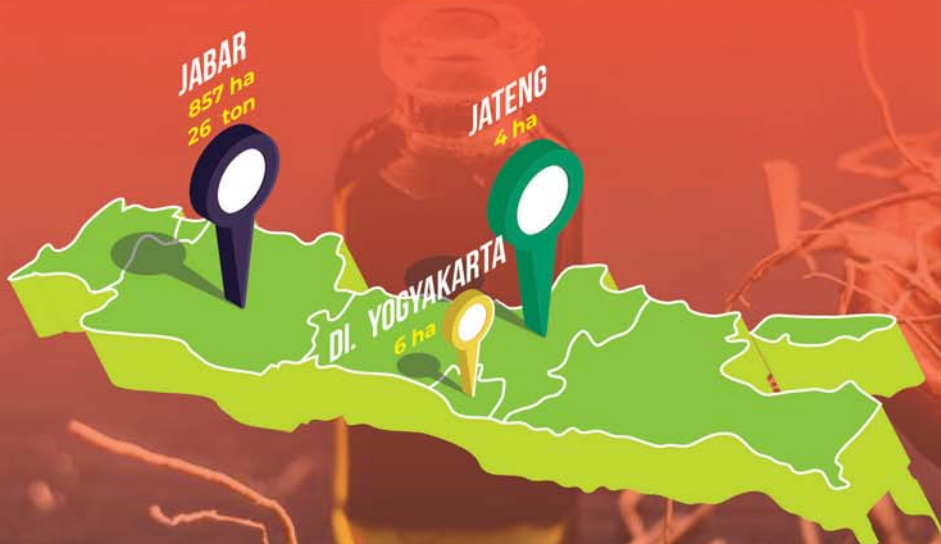 JABAR
857 ha
26 ton
JATENG
4 ha
DI. YOGYAKARTA
6 ha